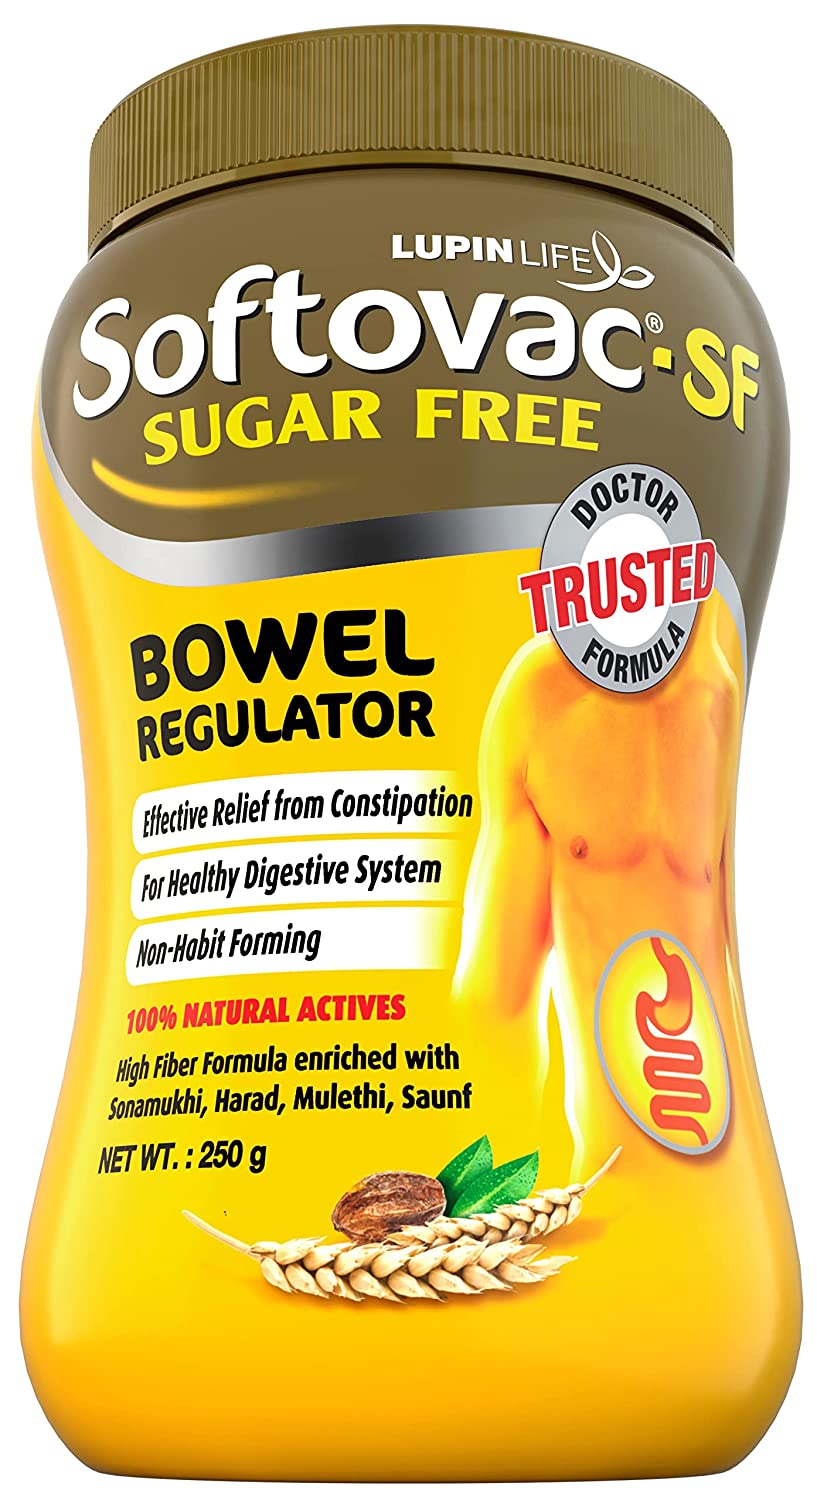 LUPIN LIFE
Softovac®-SF
SUGAR FREE
DOCTOR
TRUSTED
FORMULA
BOWEL
REGULATOR
Effective Relief from Constipation
For Healthy Digestive System
Non-Habit Forming
100% NATURAL ACTIVES
High Fiber Formula enriched with
Sonamukhi, Harad, Mulethi, Saunf
NET WT. : 250 g